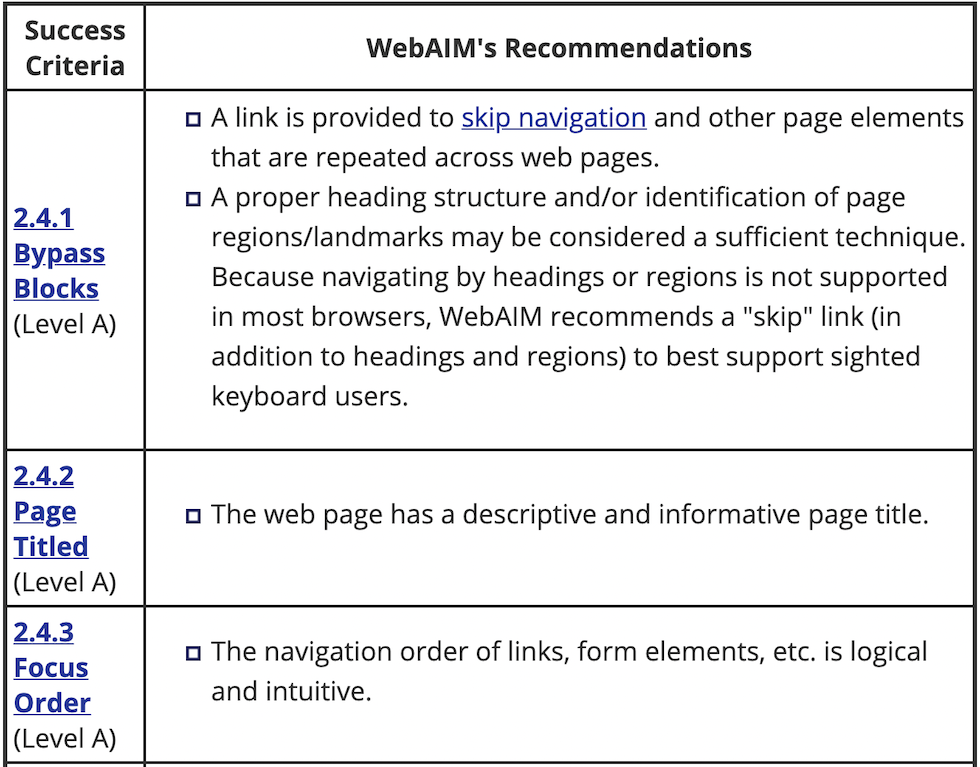 Success
Criteria
WebAIM's Recommendations
2.4.1
Bypass
Blocks
(Level A)
A link is provided to skip navigation and other page elements
that are repeated across web pages.
A proper heading structure and/or identification of page
regions/landmarks may be considered a sufficient technique.
Because navigating by headings or regions is not supported
in most browsers, WebAIM recommends a "skip" link (in
addition to headings and regions) to best support sighted
keyboard users.
2.4.2
Page
Titled
(Level A)
The web page has a descriptive and informative page title.
2.4.3
Focus
Order
(Level A)
The navigation order of links, form elements, etc. is logical
and intuitive.